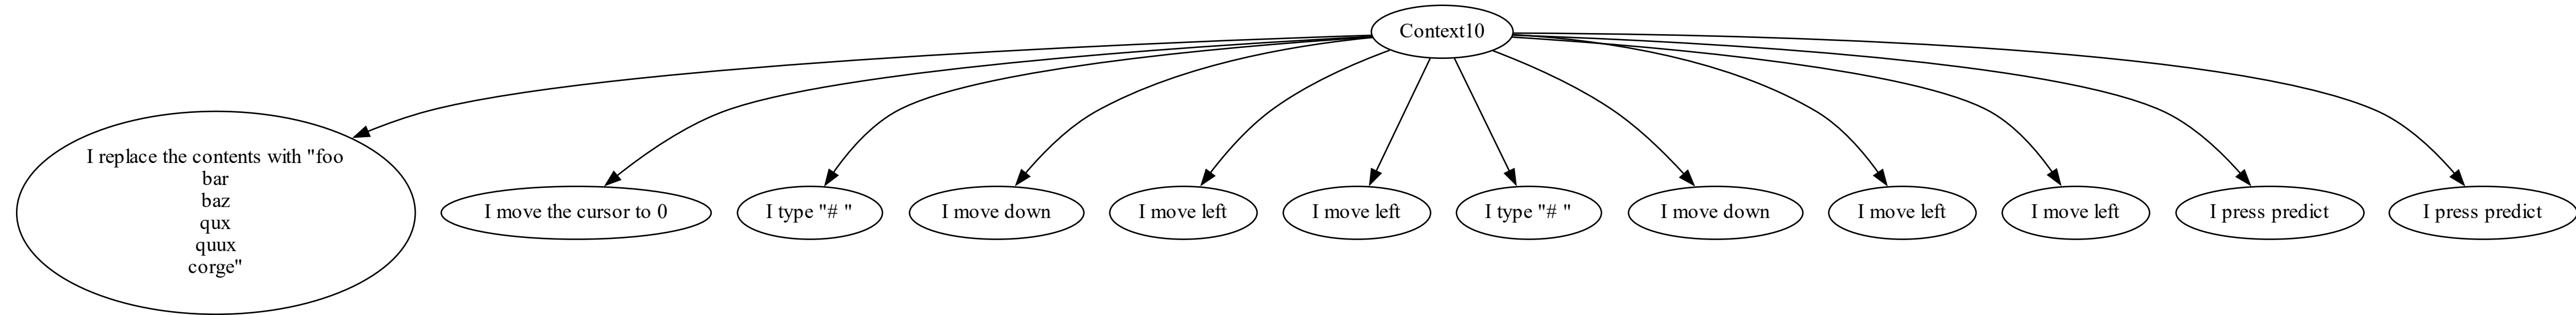 Context10
I replace the contents with "foo
bar
baz
qux
quux
corge"
I move the cursor to 0
I type "# "
I move down
I move left
I move left
I type "# "
I move down
I move left
I move left
I press predict
I press predict